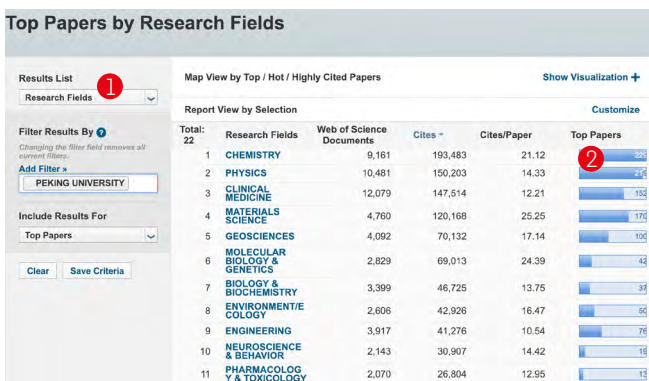 Top Papers by Research Fields
Results List
1
Research Fields
Filter Results By ?
Changing the filter field removes all
current filters.
Add Filter »
PEKING UNIVERSITY
Include Results For
Top Papers
Clear Save Criteria
Map View by Top / Hot / Highly Cited Papers Show Visualization +
Report View by Selection Customize
Total:
22 Research Fields Web of Science
Documents Cites Cites/Paper Top Papers
2
1 CHEMISTRY 9,161 193,483 21.12
2 PHYSICS 10,481 150,203 14.33
3 CLINICAL
MEDICINE 12,079 147,514 12.21 152
4 MATERIALS
SCIENCE 4,760 120,168 25.25 170
5 GEOSCIENCES 4,092 70,132 17.14 100
6 MOLECULAR
BIOLOGY &
GENETICS 2,829 69,013 24.39 42
7 BIOLOGY &
BIOCHEMISTRY 3,399 46,725 13.75 37
8 ENVIRONMENT/E
COLOGY 2,606 42,926 16.47 50
9 ENGINEERING 3,917 41,276 10.54 76
10 NEUROSCIENCE
& BEHAVIOR 2,143 30,907 14.42 19
11 PHARMACOLOG
Y & TOXICOLOGY 2,070 26,804 12.95 13